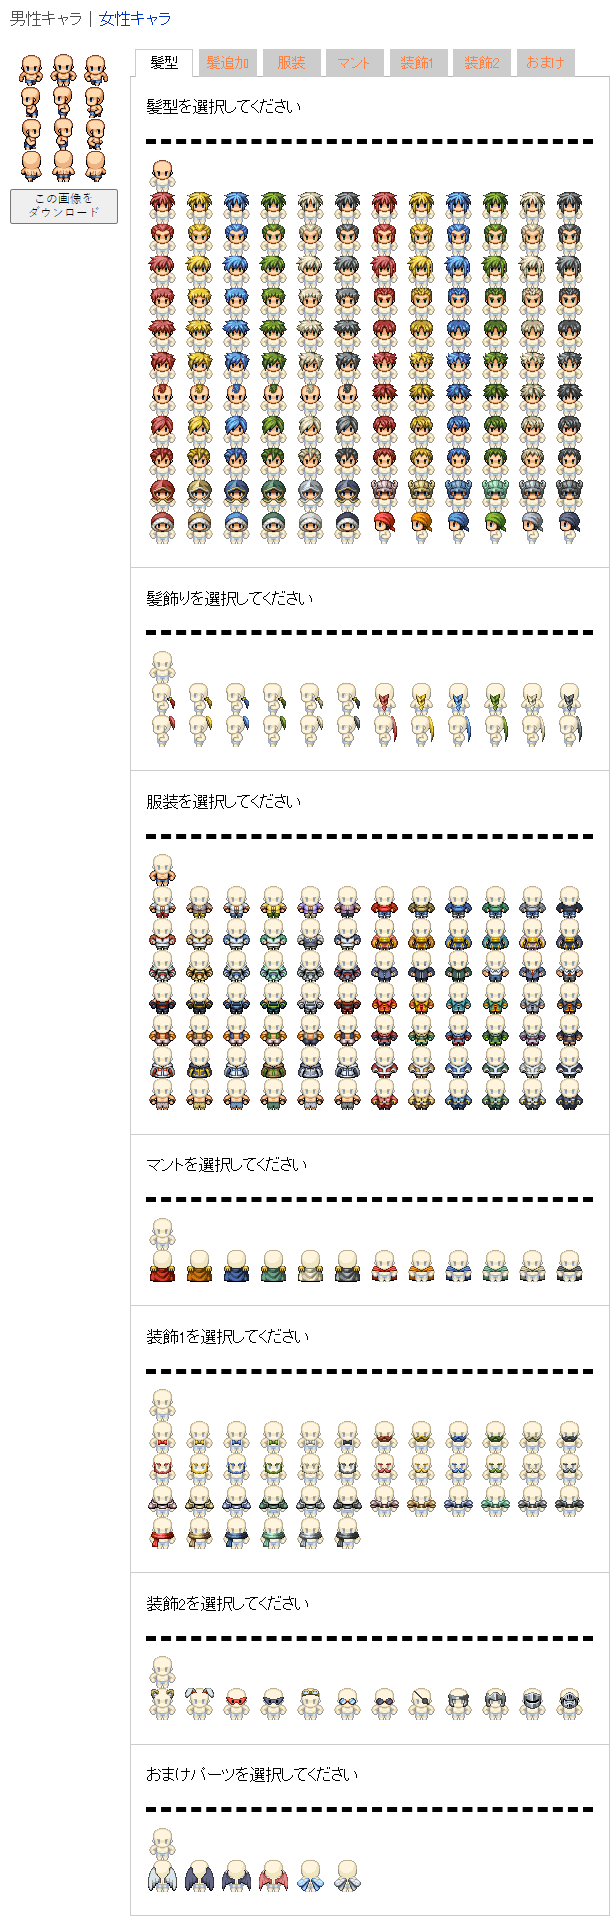 男性キャラ | 女性キャラ
髪型 髪追加 服装 マント 装飾1 装飾2 おまけ
この画像を
ダウンロード
髪型を選択してください
髪飾りを選択してください
服装を選択してください
マントを選択してください
装飾1を選択してください
装飾2を選択してください
おまけパーツを選択してください